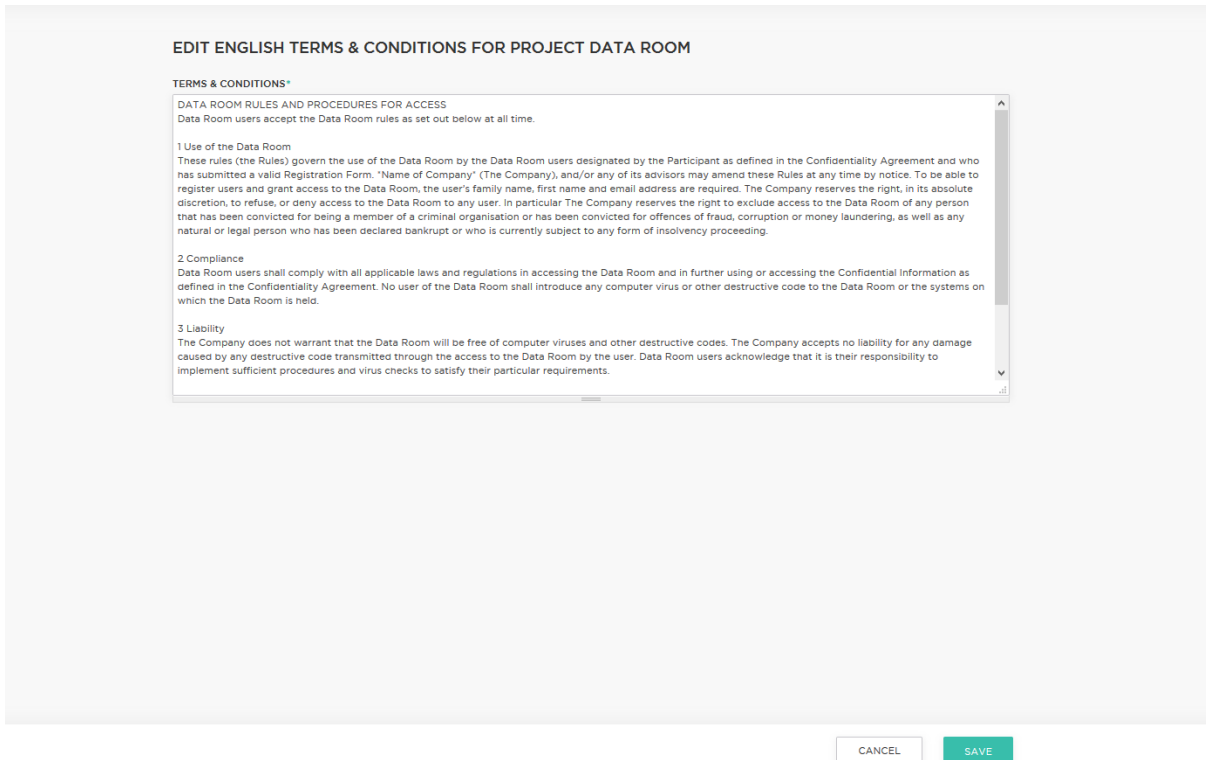 EDIT ENGLISH TERMS & CONDITIONS FOR PROJECT DATA ROOM
TERMS & CONDITIONS*
DATA ROOM RULES AND PROCEDURES FOR ACCESS
Data Room users accept the Data Room rules as set out below at all time.
1 Use of the Data Room
These rules (the Rules) govern the use of the Data Room by the Data Room users designated by the Participant as defined in the Confidentiality Agreement and who
has submitted a valid Registration Form. "Name of Company" (The Company), and/or any of its advisors may amend these Rules at any time by notice. To be able to
register users and grant access to the Data Room, the user's family name, first name and email address are required. The Company reserves the right, in its absolute
discretion, to refuse, or deny access to the Data Room to any user. In particular The Company reserves the right to exclude access to the Data Room of any person
that has been convicted for being a member of a criminal organisation or has been convicted for offences of fraud, corruption or money laundering, as well as any
natural or legal person who has been declared bankrupt or who is currently subject to any form of insolvency proceeding.
2 Compliance
Data Room users shall comply with all applicable laws and regulations in accessing the Data Room and in further using or accessing the Confidential Information as
defined in the Confidentiality Agreement. No user of the Data Room shall introduce any computer virus or other destructive code to the Data Room or the systems on
which the Data Room is held.
3 Liability
The Company does not warrant that the Data Room will be free of computer viruses and other destructive codes. The Company accepts no liability for any damage
caused by any destructive code transmitted through the access to the Data Room by the user. Data Room users acknowledge that it is their responsibility to
implement sufficient procedures and virus checks to satisfy their particular requirements.
CANCEL
SAVE